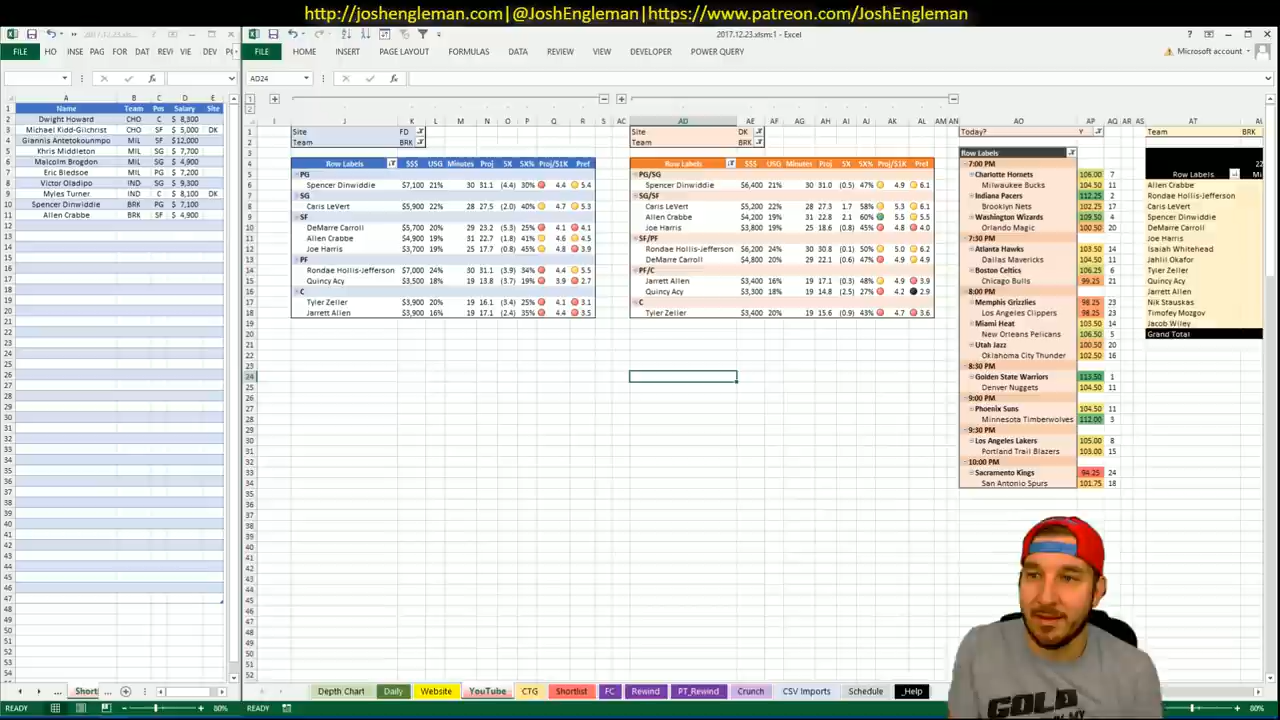 http://joshengleman.com|@JoshEngleman|https://www.patreon.com/JoshEngleman
2017.12.23.xlsm:1 - Excel
FILE HO INSE PAG FOR DAT REVI VIE DEV P
FILE HOME INSERT PAGE LAYOUT FORMULAS DATA REVIEW VIEW DEVELOPER POWER QUERY Microsoft account
AD24
A B C D E
Name Team Pos Salary Site
Dwight Howard CHO C $ 8,300
Michael Kidd-Gilchrist CHO SF $ 5,000 DK
Giannis Antetokounmpo MIL SF $12,000
Khris Middleton MIL SG $ 7,700
Malcolm Brogdon MIL PG $ 4,900
Eric Bledsoe MIL PG $ 7,200
Victor Oladipo IND SG $ 9,300
Myles Turner IND C $ 8,100 DK
Spencer Dinwiddie BRK PG $ 7,100
Allen Crabbe BRK SF $ 4,900
Site FD
Team BRK
Row Labels $$$ USG Minutes Proj 5X 5X% Proj/$1K Pref
PG
Spencer Dinwiddie $7,100 21% 30 31.1 (4.4) 30% 4.4 5.4
SG
Caris LeVert $5,900 22% 28 27.5 (2.0) 40% 4.7 5.3
SF
DeMarre Carroll $5,700 20% 29 23.2 (5.3) 20% 4.1 4.1
Allen Crabbe $4,900 19% 31 22.7 (1.8) 41% 4.6 4.5
Joe Harris $3,700 19% 25 17.7 (0.8) 45% 4.8 3.9
PF
Rondae Hollis-Jefferson $7,000 24% 30 31.1 (3.9) 34% 4.4 5.5
Quincy Acy $3,500 18% 19 13.8 (3.7) 19% 3.9 2.7
C
Tyler Zeller $3,900 20% 19 16.1 (3.4) 25% 4.1 3.1
Jarrett Allen $3,900 16% 19 17.1 (2.4) 35% 4.4 3.5
Site DK
Team BRK
Row Labels $$$ USG Minutes Proj 5X 5X% Proj/$1K Pref
PG/SG
Spencer Dinwiddie $6,400 21% 30 31.0 (0.5) 47% 4.9 6.1
SG/SF
Caris LeVert $5,200 22% 28 27.3 1.7 58% 5.3 6.1
Allen Crabbe $4,200 19% 31 22.8 2.1 60% 5.5 5.5
Joe Harris $3,800 19% 25 18.6 (0.8) 48% 4.8 4.0
SF/PF
Rondae Hollis-Jefferson $6,200 24% 30 30.8 (0.1) 50% 5.0 6.2
DeMarre Carroll $4,800 20% 29 22.1 (0.6) 47% 4.9
PF/C
Jarrett Allen $3,400 16% 19 17.1 (0.3) 48% 4.9 3.9
Quincy Acy $3,300 18% 19 14.8 (2.5) 27% 4.2 2.9
C
Tyler Zeller $3,400 20% 19 15.6 (0.9) 43% 4.7 3.6
Today? Y
Row Labels
7:00 PM
Charlotte Hornets 106.00 7
Milwaukee Bucks
Indiana Pacers 112.25 2
Brooklyn Nets 102.25 17
Washington Wizards 109.50 4
Orlando Magic 100.50 20
7:30 PM
Atlanta Hawks 103.50 14
Dallas Mavericks
Boston Celtics 106.25 6
Chicago Bulls 99.25 21
8:00 PM
Memphis Grizzlies 98.25 23
Los Angeles Clippers 98.25 23
Miami Heat 103.50 14
New Orleans Pelicans 106.50 5
Utah Jazz 100.50 20
Oklahoma City Thunder 102.50 16
8:30 PM
Golden State Warriors 113.50 1
Denver Nuggets 104.50 11
9:00 PM
Phoenix Suns 104.50 11
Minnesota Timberwolves 112.00 3
9:30 PM
Los Angeles Lakers 105.00 8
Portland Trail Blazers 103.00 15
10:00 PM
Sacramento Kings 94.25 24
San Antonio Spurs 101.75 18
Team BRK
Row Labels
Allen Crabbe
Rondae Hollis-Jefferson
Caris LeVert
Spencer Dinwiddie
DeMarre Carroll
Joe Harris
Isaiah Whitehead
Jahlil Okafor
Tyler Zeller
Quincy Acy
Jarrett Allen
Nik Stauskas
Timofey Mozgov
Jacob Wiley
Grand Total
Short ...
Depth Chart Daily Website YouTube CTG Shortlist FC Rewind PT_Rewind Crunch CSV Imports Schedule _Help
READY 80% READY 80%
GOLD